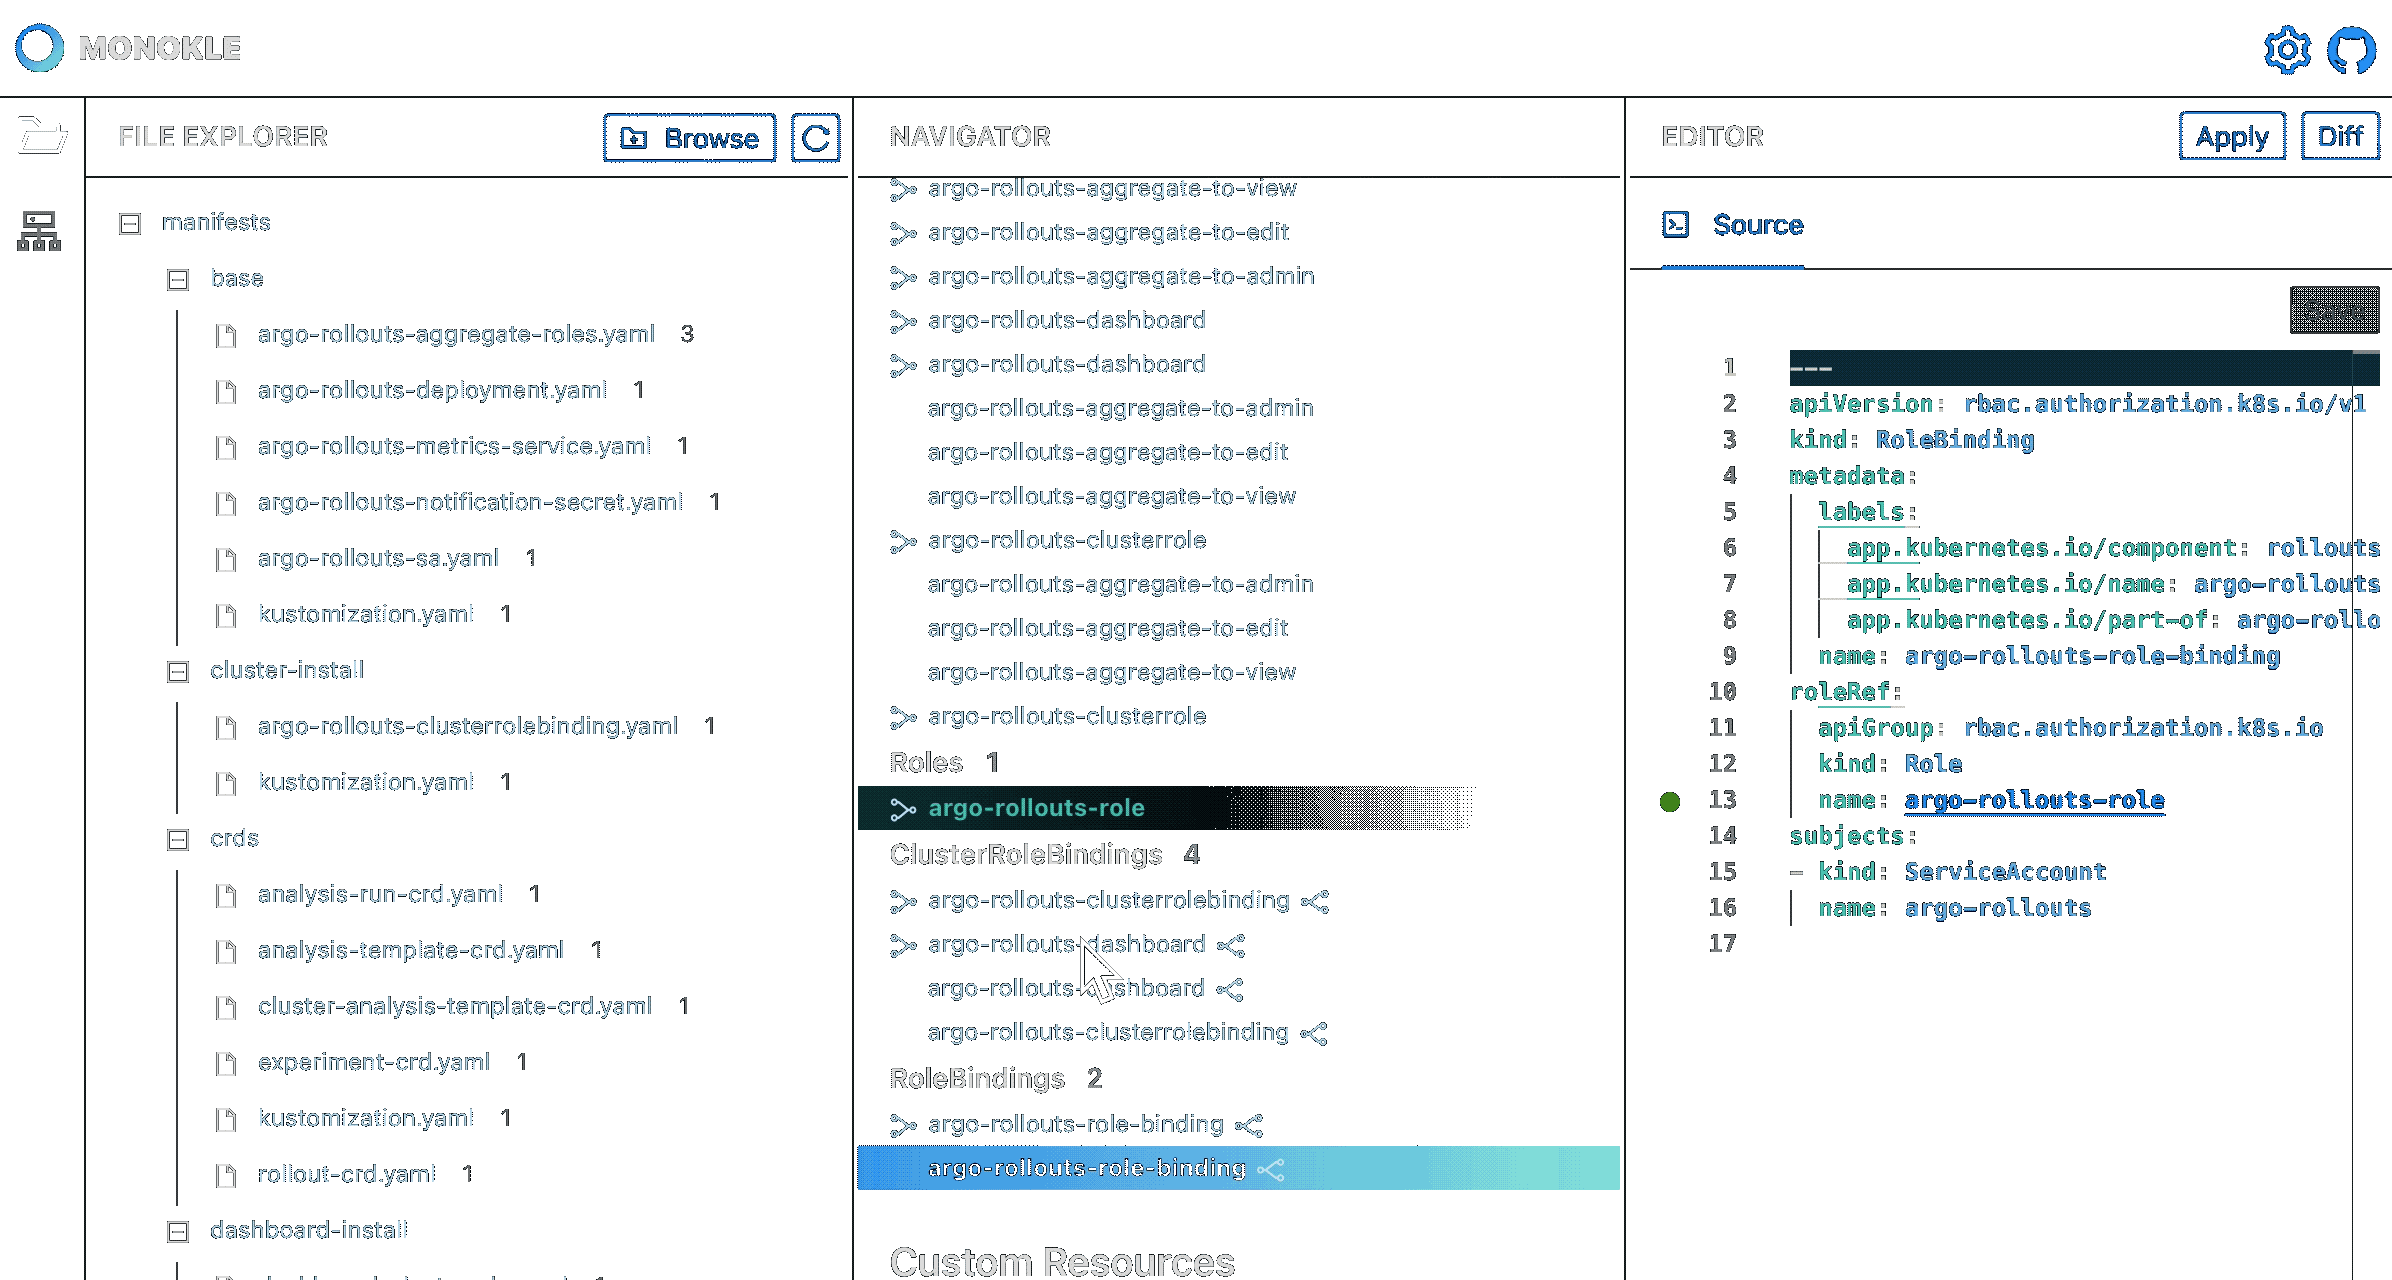 MONOKLE
FILE EXPLORER
Browse
manifests
base
argo-rollouts-aggregate-roles.yaml 3
argo-rollouts-deployment.yaml 1
argo-rollouts-metrics-service.yaml 1
argo-rollouts-notification-secret.yaml 1
argo-rollouts-sa.yaml 1
kustomization.yaml 1
cluster-install
argo-rollouts-clusterrolebinding.yaml 1
kustomization.yaml 1
crds
analysis-run-crd.yaml 1
analysis-template-crd.yaml 1
cluster-analysis-template-crd.yaml 1
experiment-crd.yaml 1
kustomization.yaml 1
rollout-crd.yaml 1
dashboard-install
NAVIGATOR
argo-rollouts-aggregate-to-view
argo-rollouts-aggregate-to-edit
argo-rollouts-aggregate-to-admin
argo-rollouts-dashboard
argo-rollouts-dashboard
argo-rollouts-aggregate-to-admin
argo-rollouts-aggregate-to-edit
argo-rollouts-aggregate-to-view
argo-rollouts-clusterrole
argo-rollouts-aggregate-to-admin
argo-rollouts-aggregate-to-edit
argo-rollouts-aggregate-to-view
argo-rollouts-clusterrole
Roles 1
argo-rollouts-role
ClusterRoleBindings 4
argo-rollouts-clusterrolebinding
argo-rollouts-dashboard
argo-rollouts-dashboard
argo-rollouts-clusterrolebinding
RoleBindings 2
argo-rollouts-role-binding
argo-rollouts-role-binding
Custom Resources
EDITOR
Apply
Diff
Source
1 ---
2 apiVersion: rbac.authorization.k8s.io/v1
3 kind: RoleBinding
4 metadata:
5 labels:
6 app.kubernetes.io/component: rollouts
7 app.kubernetes.io/name: argo-rollouts
8 app.kubernetes.io/part-of: argo-rollo
9 name: argo-rollouts-role-binding
10 roleRef:
11 apiGroup: rbac.authorization.k8s.io
12 kind: Role
13 name: argo-rollouts-role
14 subjects:
15 - kind: ServiceAccount
16 name: argo-rollouts
17